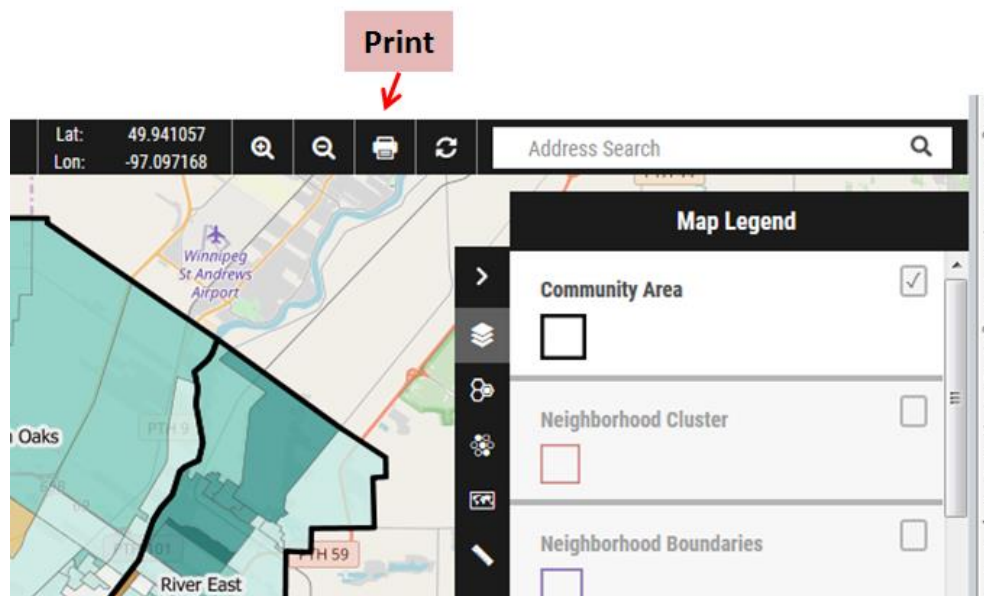 Print
Lat: 49.941057
Lon: -97.097168
Address Search
Map Legend
Winnipeg
St Andrews
Airport
Community Area
Neighborhood Cluster
Oaks
PTH 9
Neighborhood Boundaries
PTH 59
River East